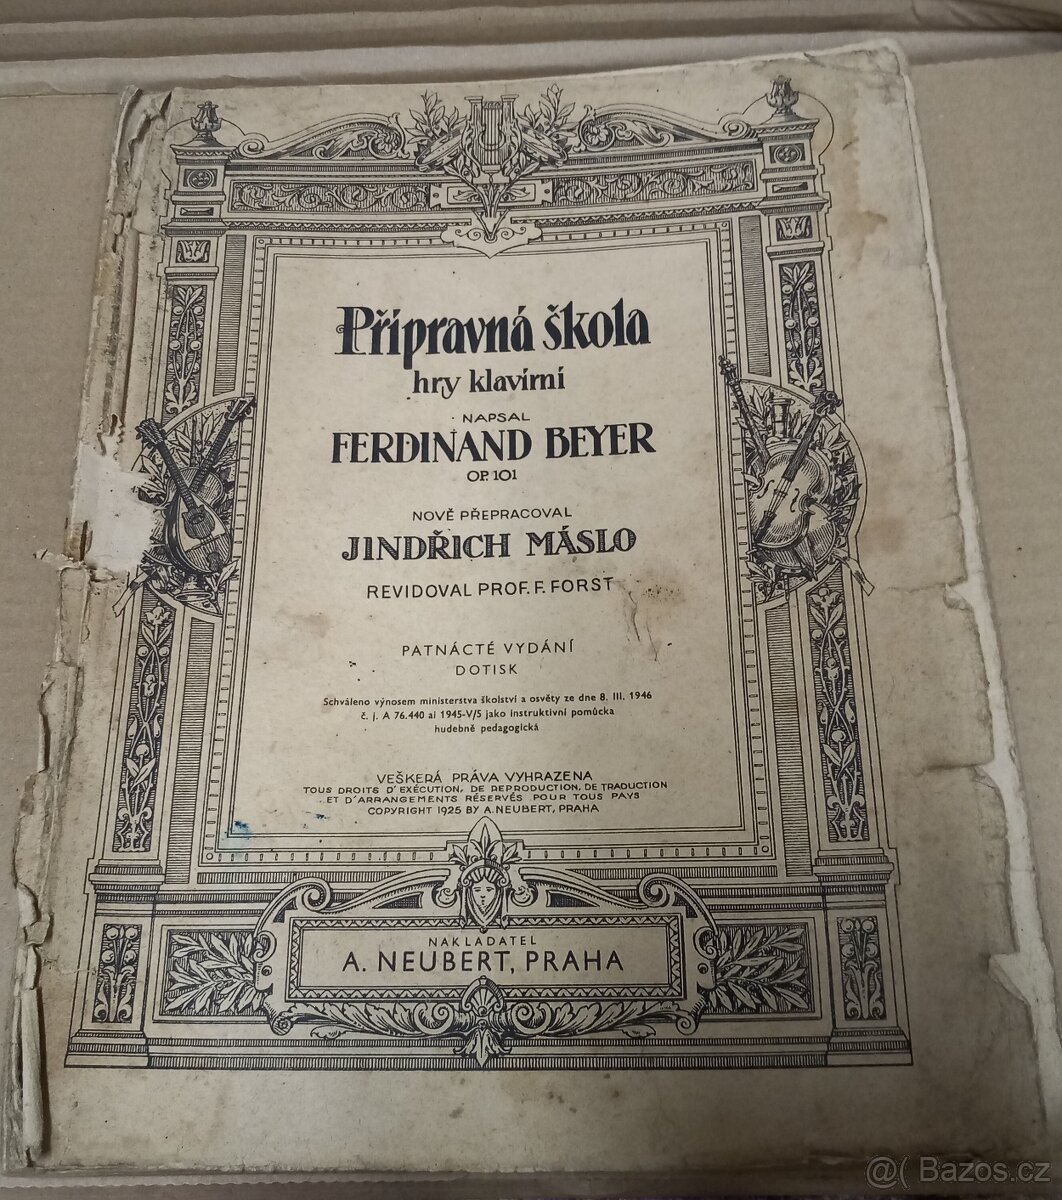 Přípravná škola
hry klavírní
NAPSAL
FERDINAND BEYER
OP. 101
NOVĚ PŘEPRACOVAL
JINDŘICH MÁSLO
REVIDOVAL PROF. F. FORST
PATNÁCTÉ VYDÁNÍ
DOTISK
Schváleno výnosem ministerstva školství a osvěty ze dne 8. III. 1946
č. j. A 76.440 ai 1945-V/5 jako instruktivní pomůcka
hudebně pedagogická
VEŠKERÁ PRÁVA VYHRAZENA
TOUS DROITS D'EXÉCUTION, DE REPRODUCTION, DE TRADUCTION
ET D'ARRANGEMENTS RÉSERVÉS POUR TOUS PAYS
COPYRIGHT 1925 BY A. NEUBERT, PRAHA
NAKLADATEL
A. NEUBERT, PRAHA
@( Bazos.cz